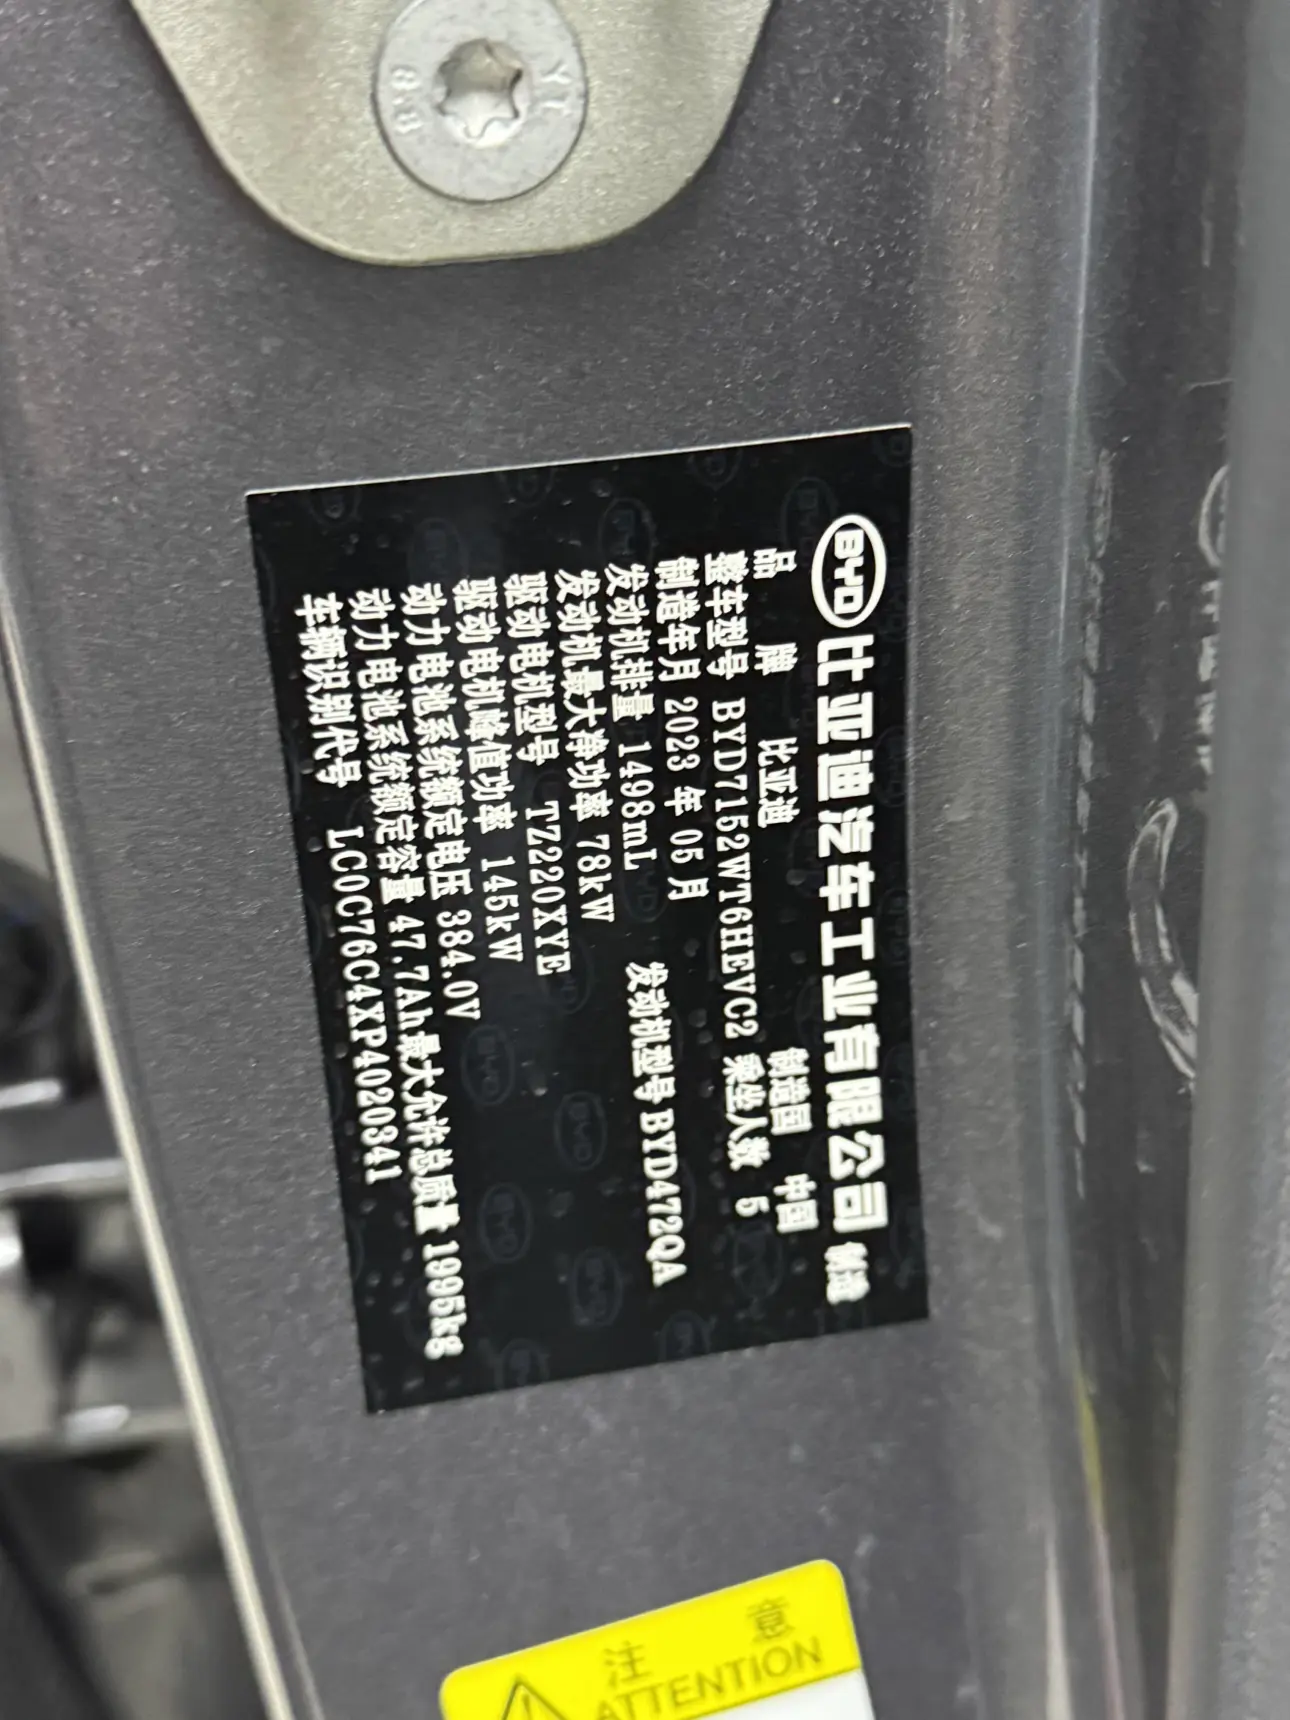 YL
8.8
BYD 比亚迪汽车工业有限公司 制造
品 牌 比亚迪 制造国 中国
整车型号 BYD7152WT6HEVC2 乘坐人数 5
制造年月 2023 年 05 月
发动机排量 1498mL 发动机型号 BYD472QA
发动机最大净功率 78kW
驱动电机型号 TZ220XYE
驱动电机峰值功率 145kW
动力电池系统额定电压 384.0V
动力电池系统额定容量 47.7Ah 最大允许总质量 1995kg
车辆识别代号 LC0C76C4XP4020341
注 意
ATTENTION